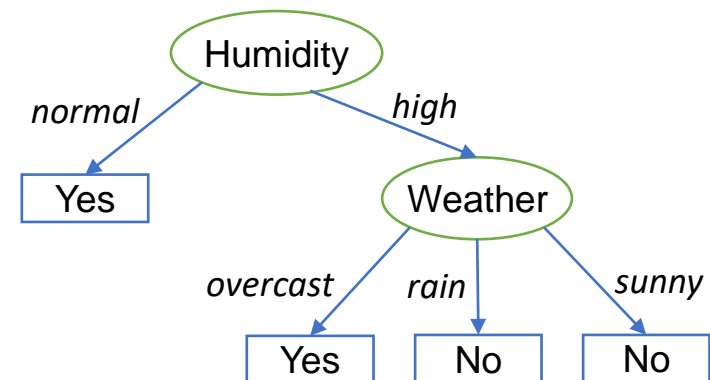 Humidity
normal
high
Yes
Weather
overcast
rain
sunny
Yes
No
No